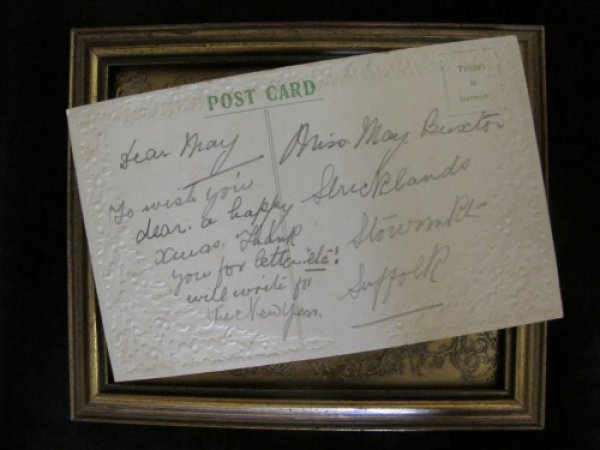 POST CARD
Printed
in
Germany
Dear May
To wish you
dear. a happy
Xmas. Thank
you for letter etc
will write for
the New Year.
Miss May Buxton
Stricklands
Stowmkt
Suffolk